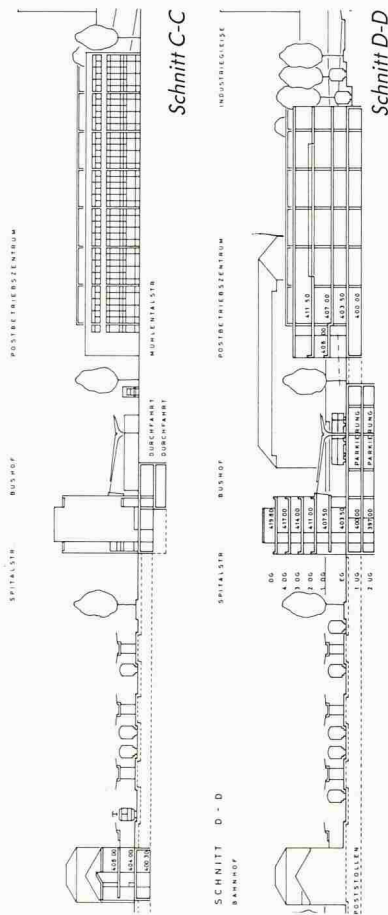 SPITALSTR BUSHOF POSTBETRIEBSZENTRUM
408.00
404.00
400.30
DURCHFAHRT
DURCHFAHRT
MÜHLENTALSTR.
Schnitt C-C
SCHNITT D-D
BAHNHOF
SPITALSTR BUSHOF POSTBETRIEBSZENTRUM INDUSTRIEGLEISE
DG 419.80
4 OG 417.00
3 OG 414.00
2 OG 411.00
1 OG 407.50
EG 403.50
1 UG 400.00 PARKIERUNG
2 UG 397.00 PARKIERUNG
411.50
408.00 407.00
403.50
400.00
POSTSTOLLEN
Schnitt D-D